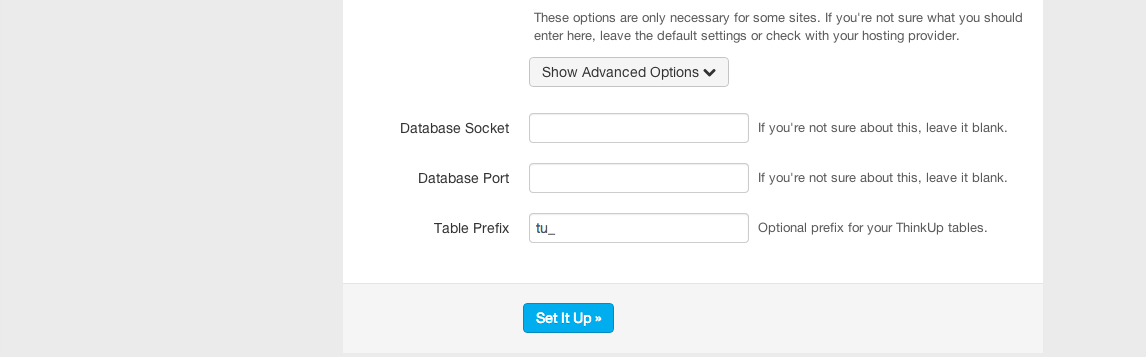 These options are only necessary for some sites. If you're not sure what you should
enter here, leave the default settings or check with your hosting provider.
Show Advanced Options
Database Socket If you're not sure about this, leave it blank.
Database Port If you're not sure about this, leave it blank.
Table Prefix tu_ Optional prefix for your ThinkUp tables.
Set It Up »